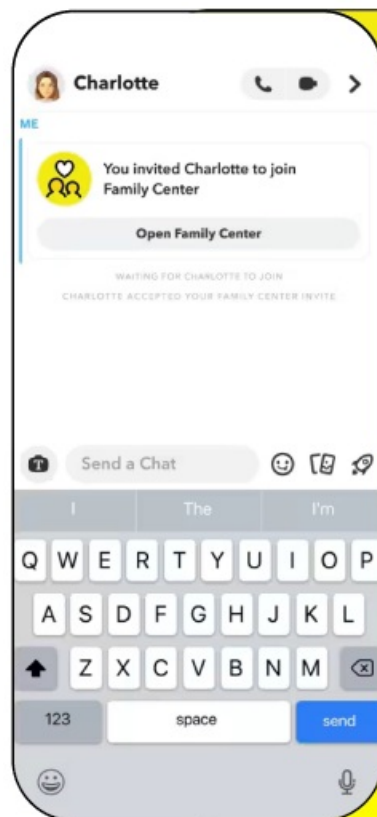 Charlotte
ME
You invited Charlotte to join
Family Center
Open Family Center
WAITING FOR CHARLOTTE TO JOIN
CHARLOTTE ACCEPTED YOUR FAMILY CENTER INVITE
T
Send a Chat
I The I'm
Q W E R T Y U I O P
A S D F G H J K L
Z X C V B N M
123 space send